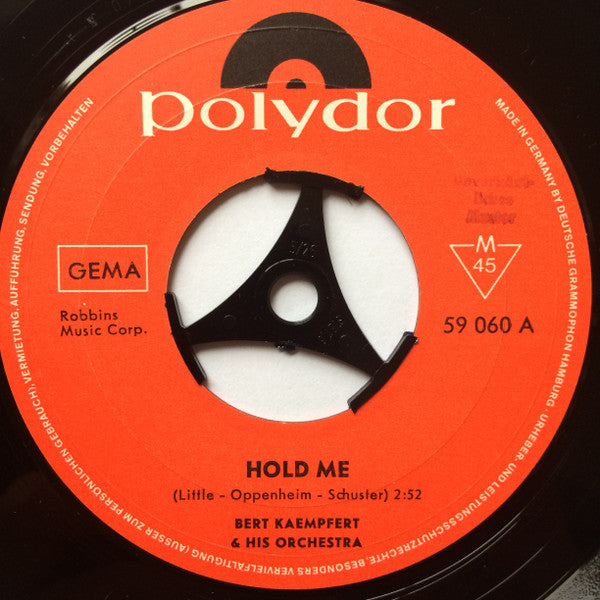 polydor
GEMA
Robbins
Music Corp.
M
45
59 060 A
HOLD ME
(Little - Oppenheim - Schuster) 2:52
BERT KAEMPFERT
& HIS ORCHESTRA
MADE IN GERMANY BY DEUTSCHE GRAMMOPHON HAMBURG. URHEBER- UND LEISTUNGSSCHUTZRECHTE, BESONDERS VERVIELFÄLTIGUNG (AUSSER ZUM PERSÖNLICHEN GEBRAUCH), VERMIETUNG, AUFFÜHRUNG, SENDUNG, VORBEHALTEN